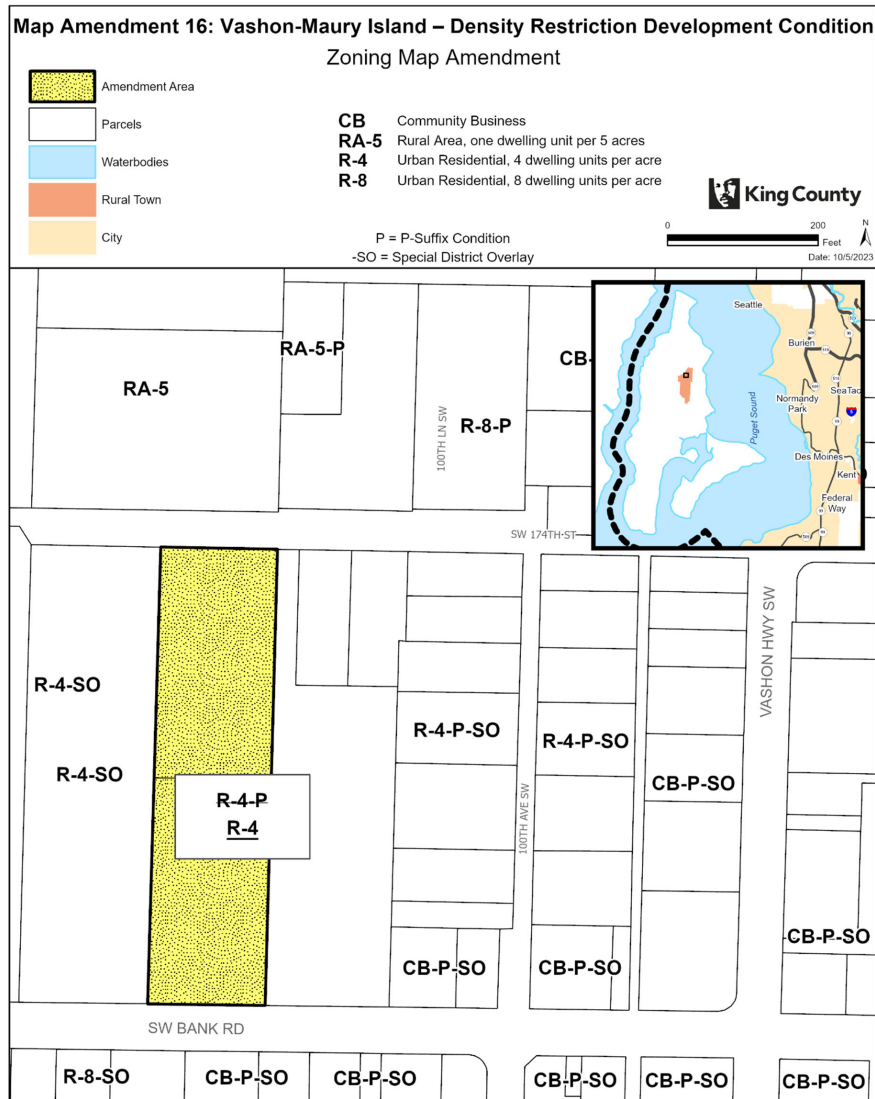 Map Amendment 16: Vashon-Maury Island – Density Restriction Development Condition
Zoning Map Amendment
Amendment Area
Parcels
Waterbodies
Rural Town
City
CB Community Business
RA-5 Rural Area, one dwelling unit per 5 acres
R-4 Urban Residential, 4 dwelling units per acre
R-8 Urban Residential, 8 dwelling units per acre
P = P-Suffix Condition
-SO = Special District Overlay
King County
0 200
Feet
N
Date: 10/5/2023
Seattle
Burien
SeaTac
Normandy
Park
Puget Sound
5
Des Moines
Kent
Federal
Way
RA-5
RA-5-P
100TH LN SW
R-8-P
CB-
SW 174TH ST
VASHON HWY SW
R-4-SO
R-4-SO
R-4-P
R-4
R-4-P-SO
100TH AVE SW
R-4-P-SO
CB-P-SO
CB-P-SO
CB-P-SO
CB-P-SO
SW BANK RD
R-8-SO
CB-P-SO
CB-P-SO
CB-P-SO
CB-P-SO
CB-P-SO